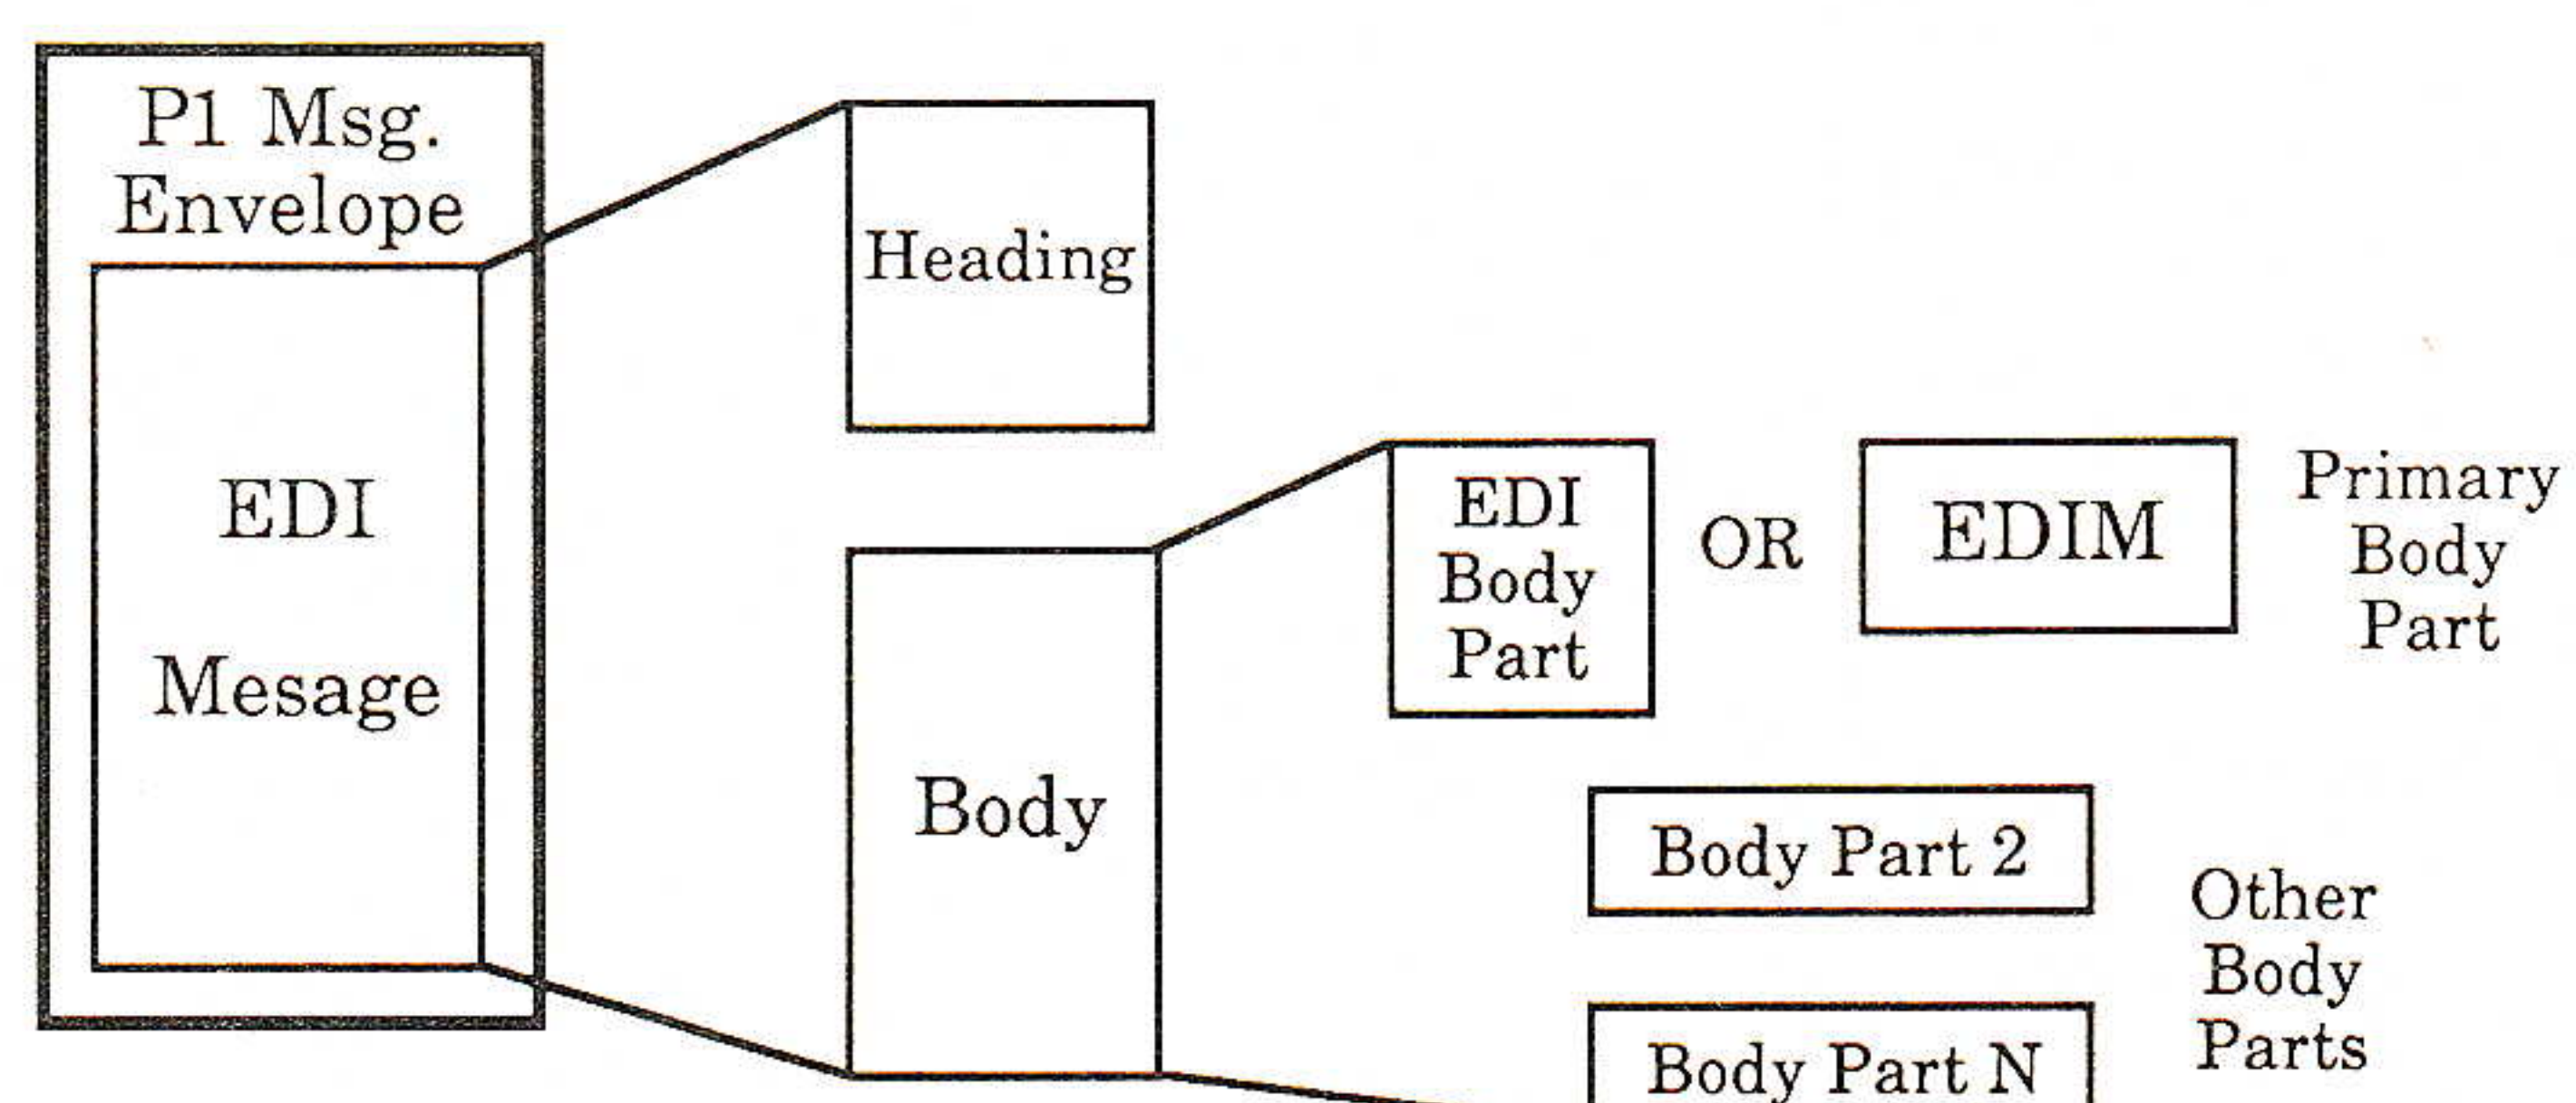 P1 Msg.
Envelope
EDI
Mesage
Heading
Body
EDI
Body
Part
OR
EDIM
Primary
Body
Part
Body Part 2
Body Part N
Other
Body
Parts